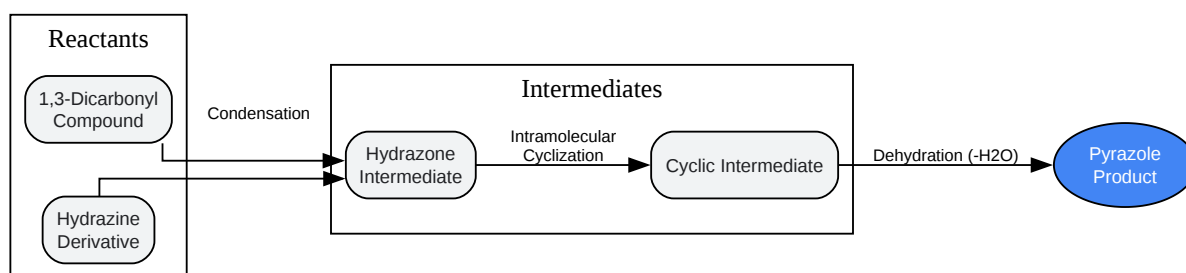 Reactants
1,3-Dicarbonyl
Compound
Hydrazine
Derivative
Condensation
Intermediates
Hydrazone
Intermediate
Intramolecular
Cyclization
Cyclic Intermediate
Dehydration (-H2O)
Pyrazole
Product